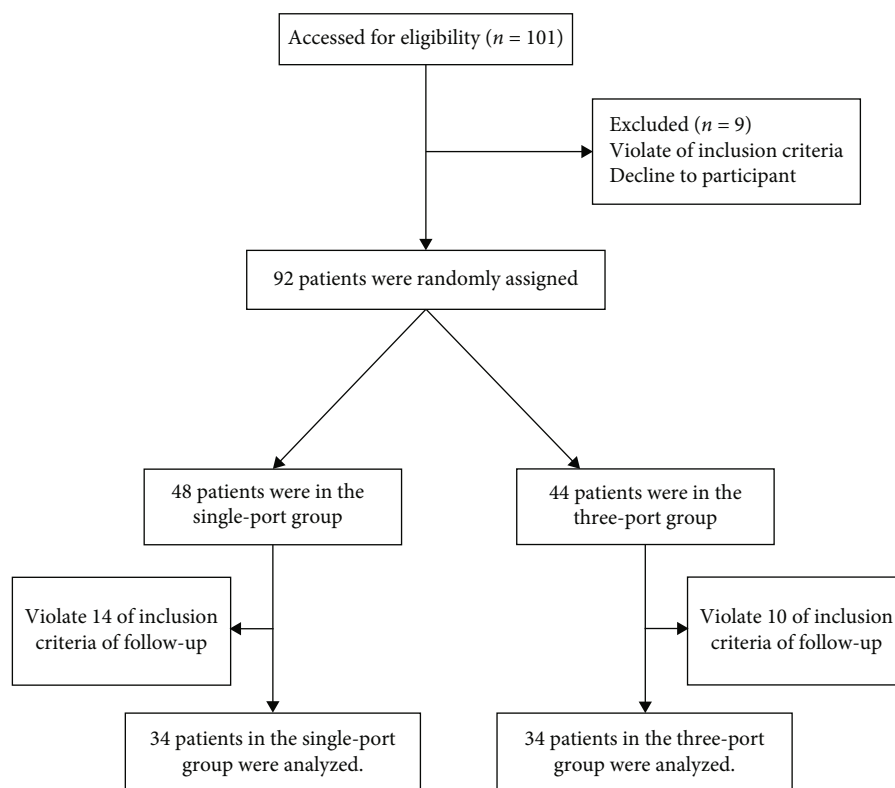 Accessed for eligibility (n = 101)
Excluded (n = 9)
Violate of inclusion criteria
Decline to participant
92 patients were randomly assigned
48 patients were in the
single-port group
44 patients were in the
three-port group
Violate 14 of inclusion
criteria of follow-up
Violate 10 of inclusion
criteria of follow-up
34 patients in the single-port
group were analyzed.
34 patients in the three-port
group were analyzed.